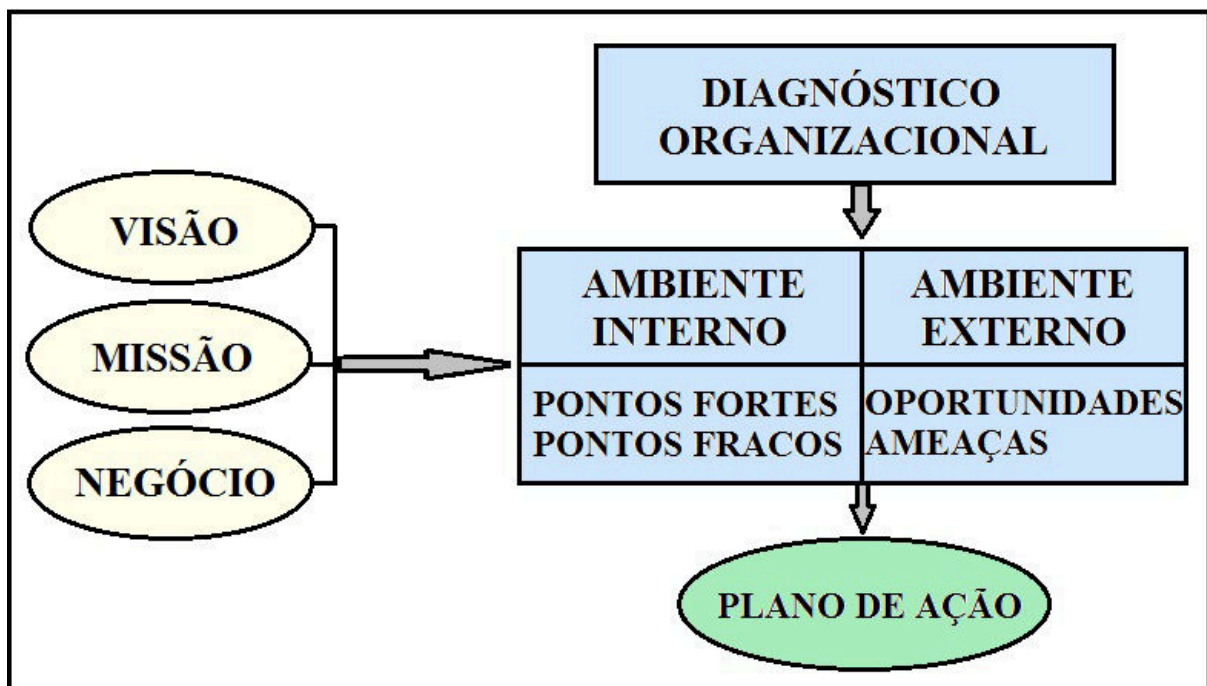 DIAGNÓSTICO
ORGANIZACIONAL
VISÃO
MISSÃO
NEGÓCIO
AMBIENTE
INTERNO
AMBIENTE
EXTERNO
PONTOS FORTES
PONTOS FRACOS
OPORTUNIDADES
AMEAÇAS
PLANO DE AÇÃO